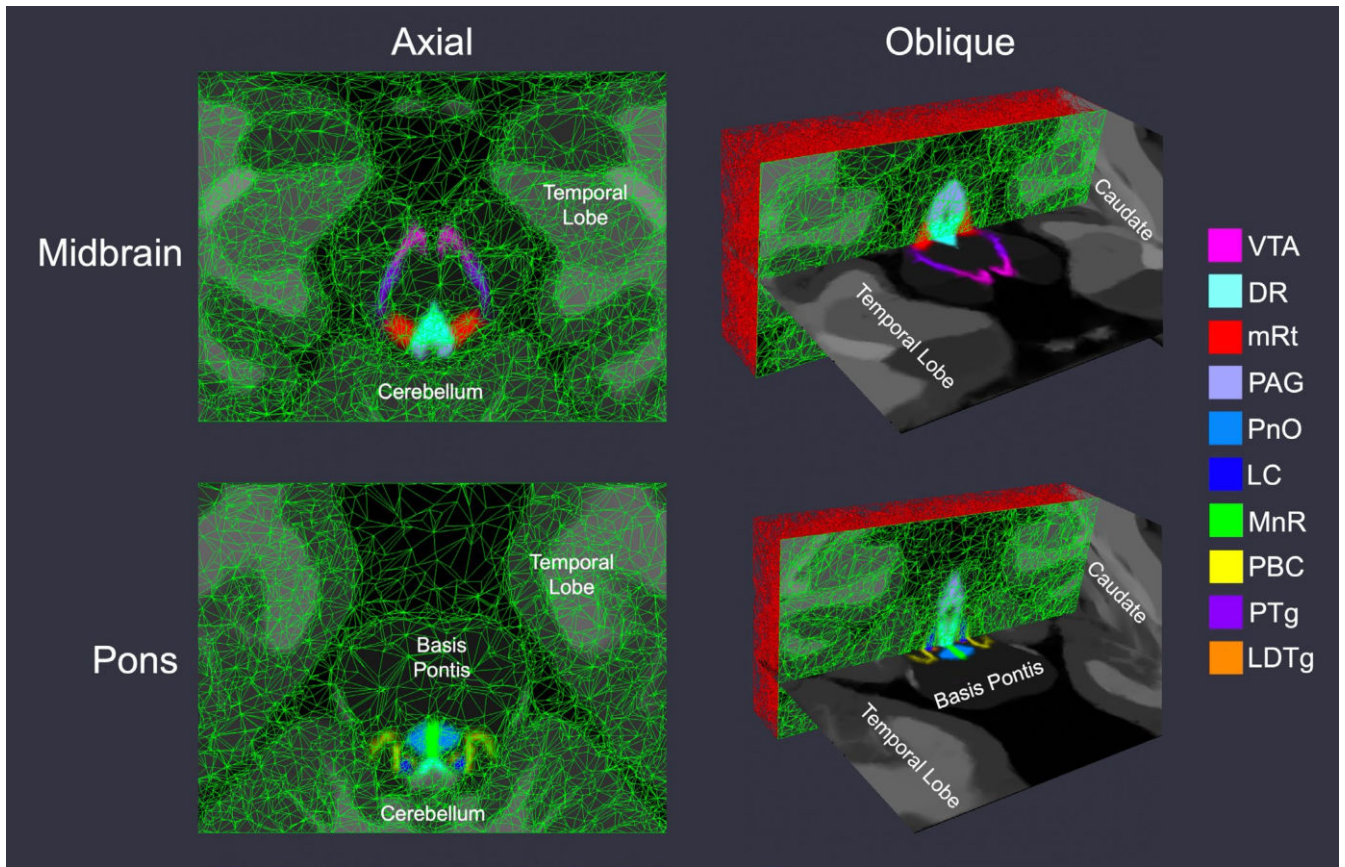 Axial
Oblique
Midbrain
Temporal
Lobe
Cerebellum
Caudate
Temporal Lobe
VTA
DR
mRt
PAG
PnO
LC
MnR
PBC
PTg
LDTg
Pons
Temporal
Lobe
Basis
Pontis
Cerebellum
Caudate
Basis Pontis
Temporal Lobe